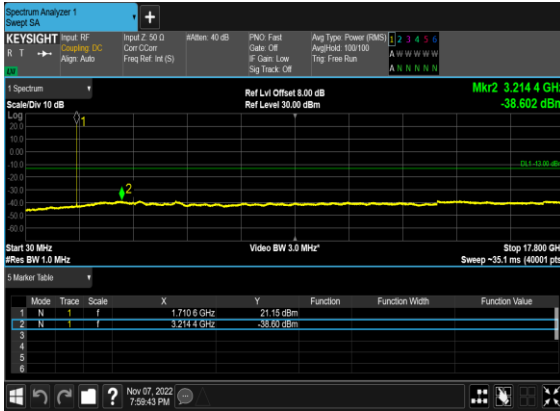 Spectrum Analyzer 1
Swept SA
+
KEYSIGHT Input: RF Input Z: 50 Ω #Atten: 40 dB PNO: Fast Avg Type: Power (RMS) 1 2 3 4 5 6
R T Coupling: DC Corr CCorr Gate: Off Avg|Hold: 100/100 A W W W W W
Align: Auto Freq Ref: Int (S) IF Gain: Low Trig: Free Run
Sig Track: Off A N N N N N
1 Spectrum Ref Lvl Offset 8.00 dB Mkr2 3.214 4 GHz
Scale/Div 10 dB Ref Level 30.00 dBm -38.602 dBm
Log
20.0
10.0
0.00
-10.0
-20.0
-30.0
-40.0
-50.0
-60.0
1
DL1 -13.00 dBm
2
Start 30 MHz Video BW 3.0 MHz* Stop 17.800 GH
#Res BW 1.0 MHz Sweep ~35.1 ms (40001 pts
5 Marker Table
Mode Trace Scale X Y Function Function Width Function Value
1 N 1 f 1.710 6 GHz 21.15 dBm
2 N 1 f 3.214 4 GHz -38.60 dBm
3
4
5
6
? Nov 07, 2022
7:59:43 PM